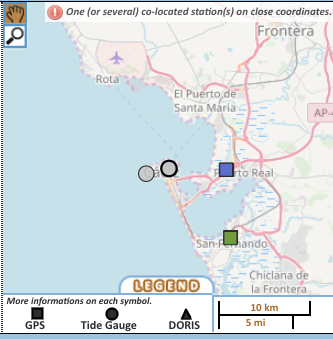 One (or several) co-located station(s) on close coordinates.
Frontera
Rota
El Puerto de
Santa María
AP-4
Puerto Real
San Fernando
Chiclana de
la Frontera
LEGEND
More informations on each symbol.
GPS Tide Gauge DORIS
10 km
5 mi